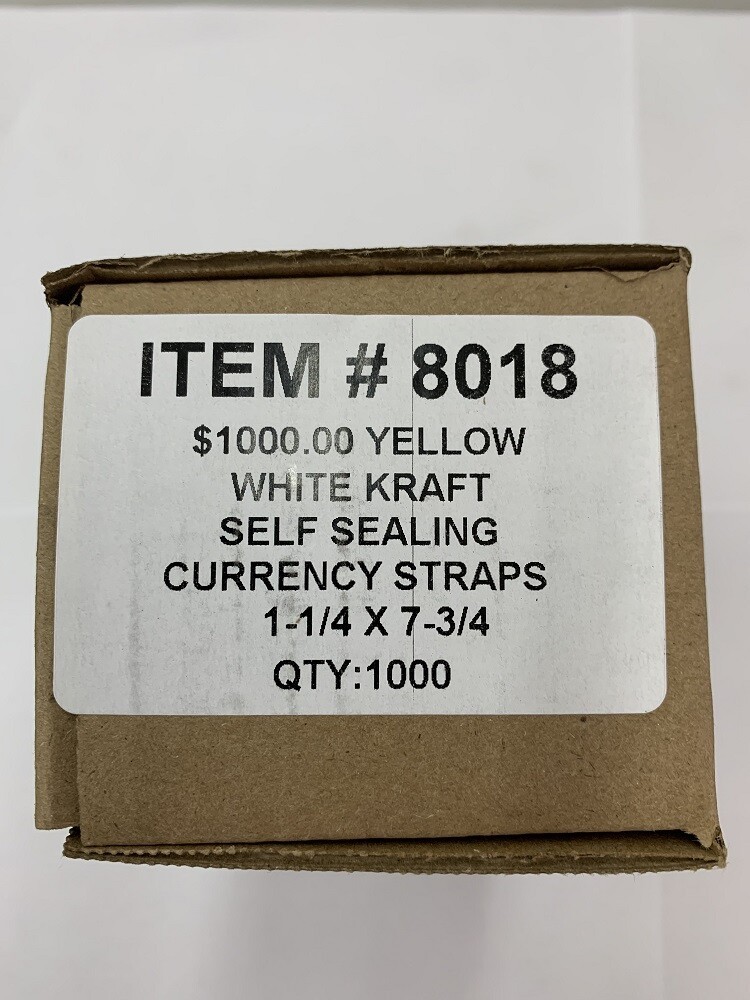 ITEM # 8018
$1000.00 YELLOW
WHITE KRAFT
SELF SEALING
CURRENCY STRAPS
1-1/4 X 7-3/4
QTY:1000